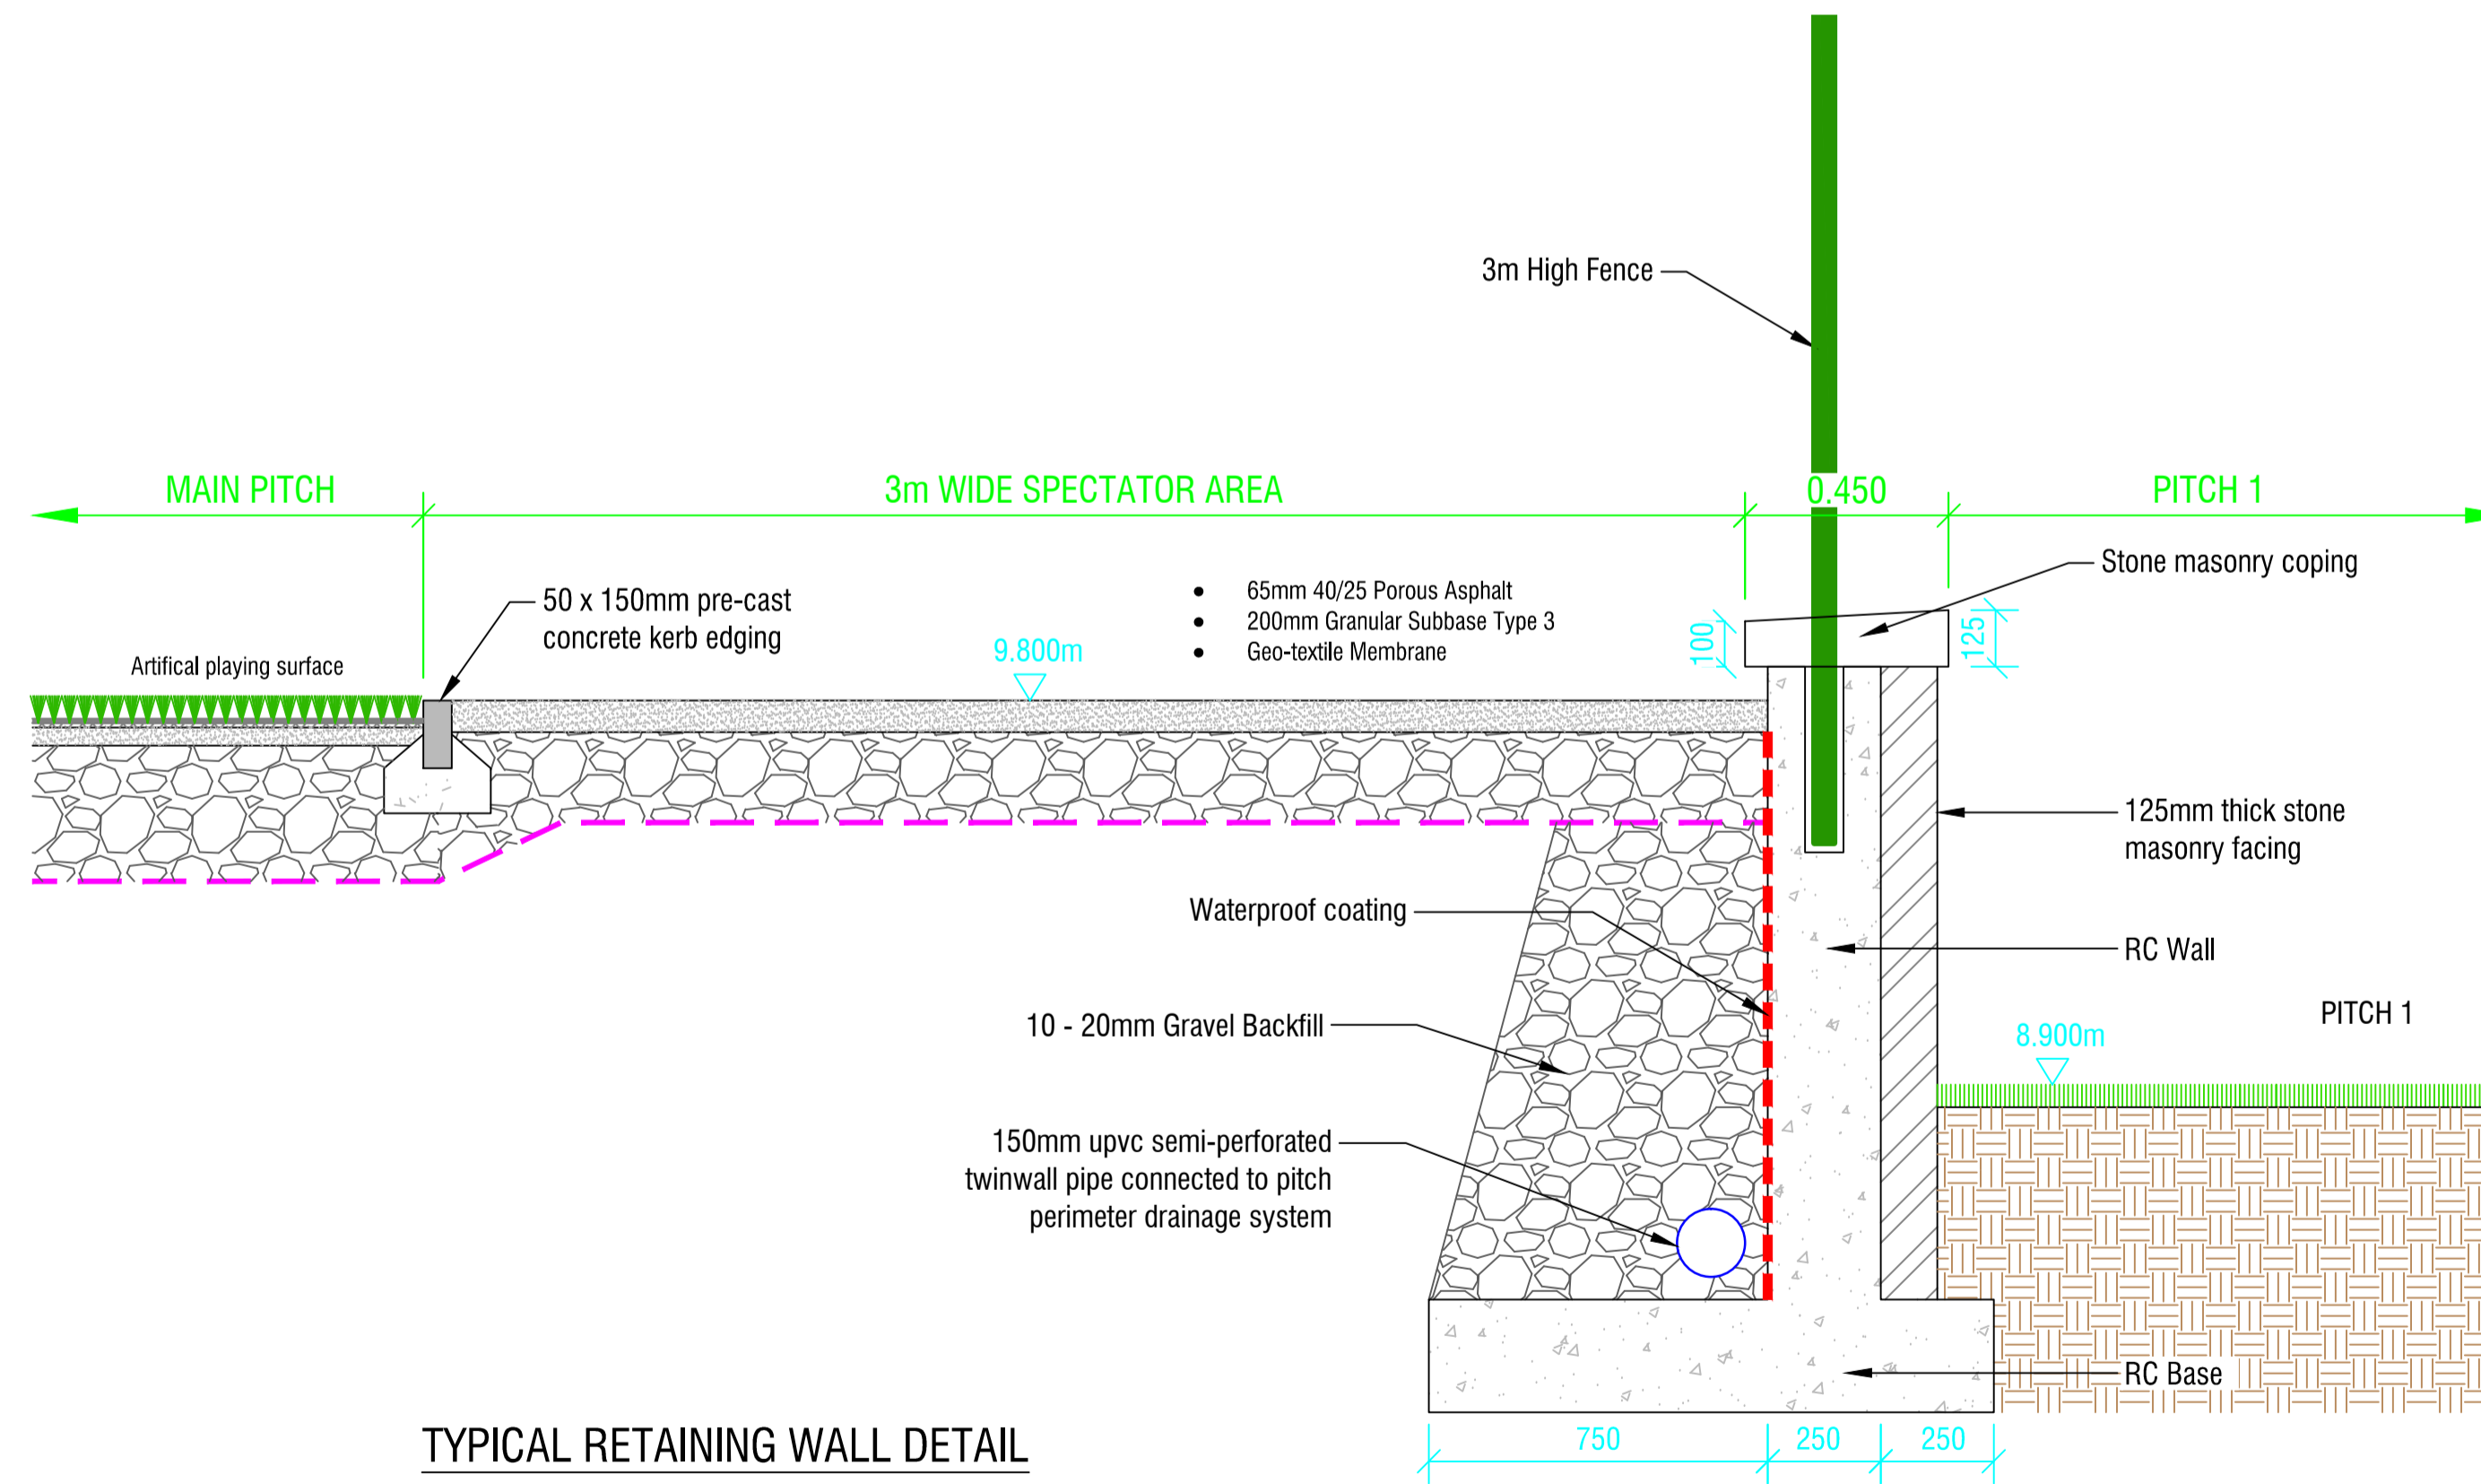 3m High Fence
MAIN PITCH
3m WIDE SPECTATOR AREA
0.450
PITCH 1
Stone masonry coping
50 x 150mm pre-cast
concrete kerb edging
• 65mm 40/25 Porous Asphalt
• 200mm Granular Subbase Type 3
• Geo-textile Membrane
9.800m
100
125
Artifical playing surface
125mm thick stone
masonry facing
Waterproof coating
RC Wall
10 - 20mm Gravel Backfill
PITCH 1
8.900m
150mm upvc semi-perforated
twinwall pipe connected to pitch
perimeter drainage system
RC Base
TYPICAL RETAINING WALL DETAIL
750
250
250